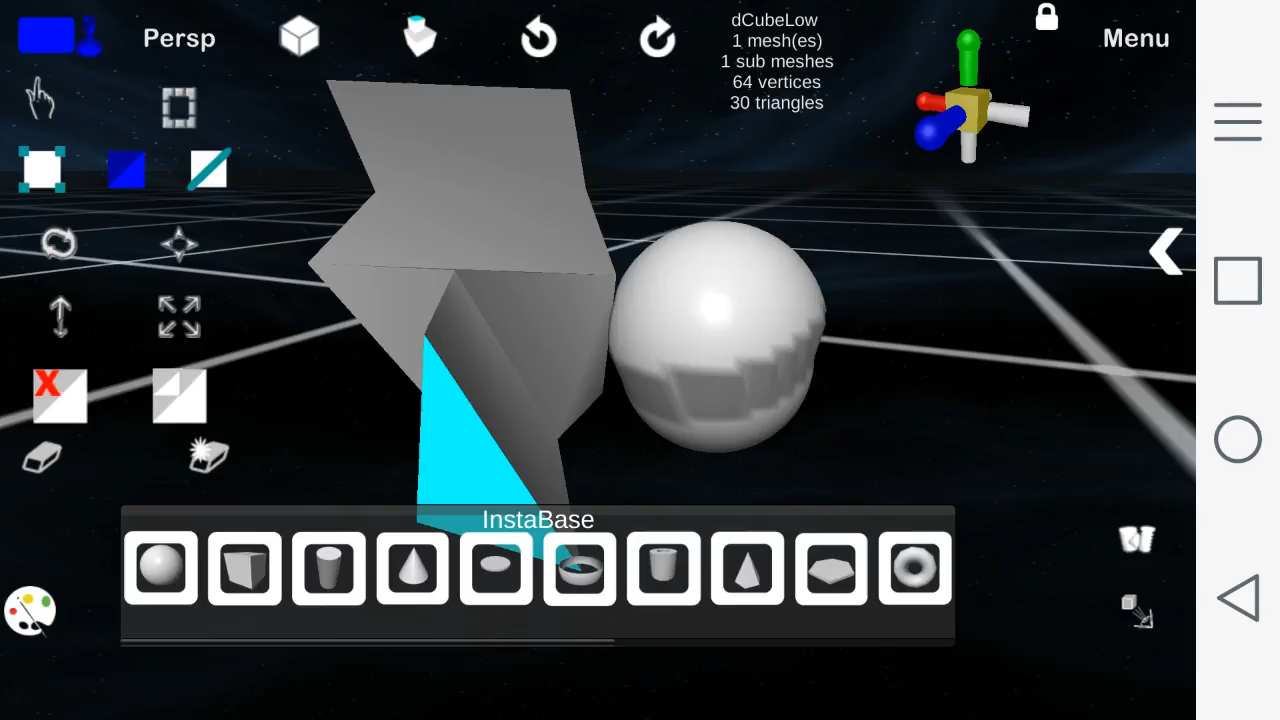 Persp
dCubeLow
1 mesh(es)
1 sub meshes
64 vertices
30 triangles
Menu
X
InstaBase